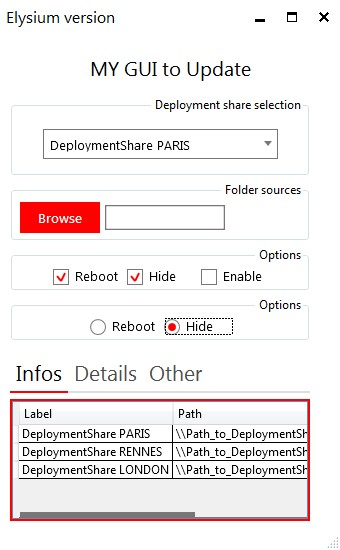 Elysium version
MY GUI to Update
Deployment share selection
DeploymentShare PARIS
Folder sources
Browse
Options
Reboot Hide Enable
Options
Reboot Hide
Infos Details Other
Label Path
DeploymentShare PARIS \\Path_to_DeploymentSh
DeploymentShare RENNES \\Path_to_DeploymentSh
DeploymentShare LONDON \\Path_to_DeploymentSh